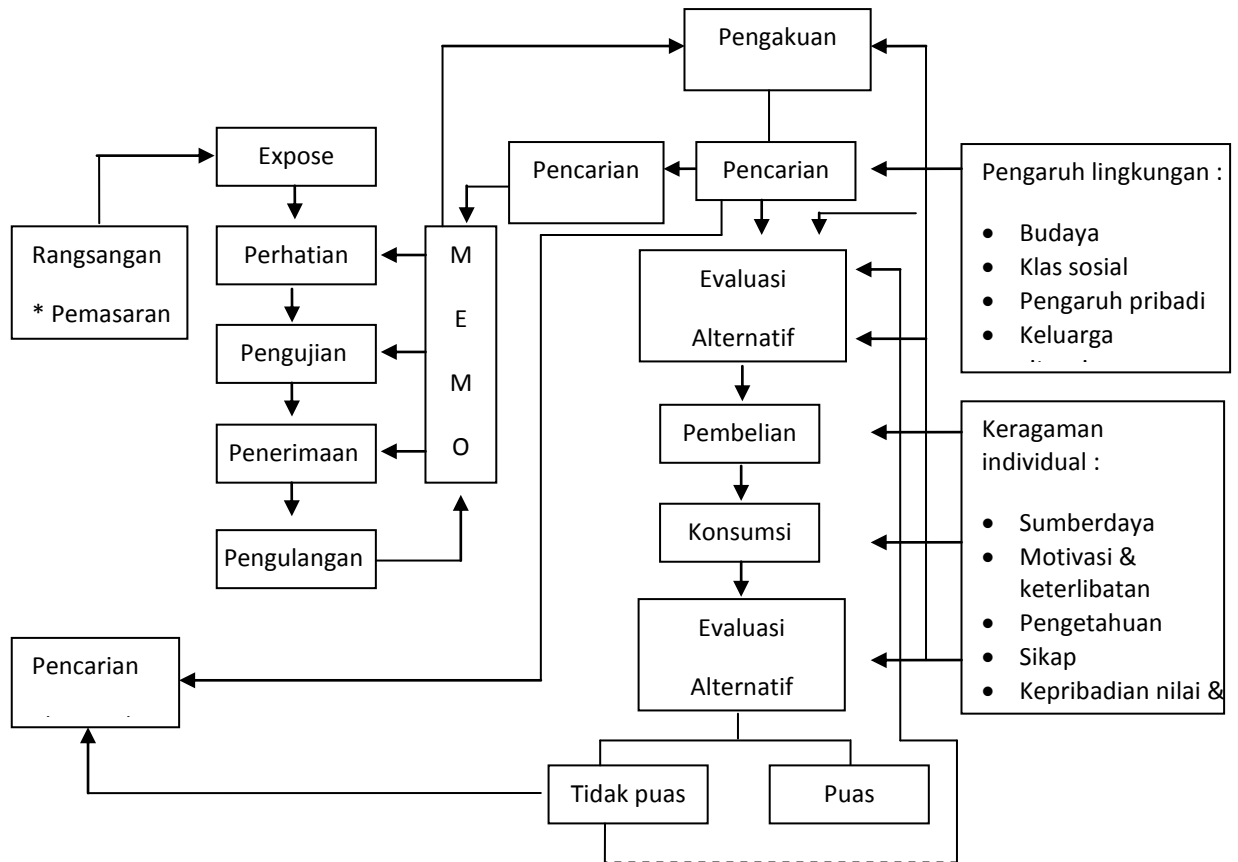 Pengakuan
Expose
Pencarian
Pencarian
Pengaruh lingkungan :
• Budaya
• Klas sosial
• Pengaruh pribadi
• Keluarga
Rangsangan
* Pemasaran
Perhatian
Pengujian
Penerimaan
Pengulangan
M
E
M
O
Evaluasi
Alternatif
Pembelian
Konsumsi
Evaluasi
Alternatif
Keragaman
individual :
• Sumberdaya
• Motivasi &
keterlibatan
• Pengetahuan
• Sikap
• Kepribadian nilai &
Pencarian
Tidak puas
Puas